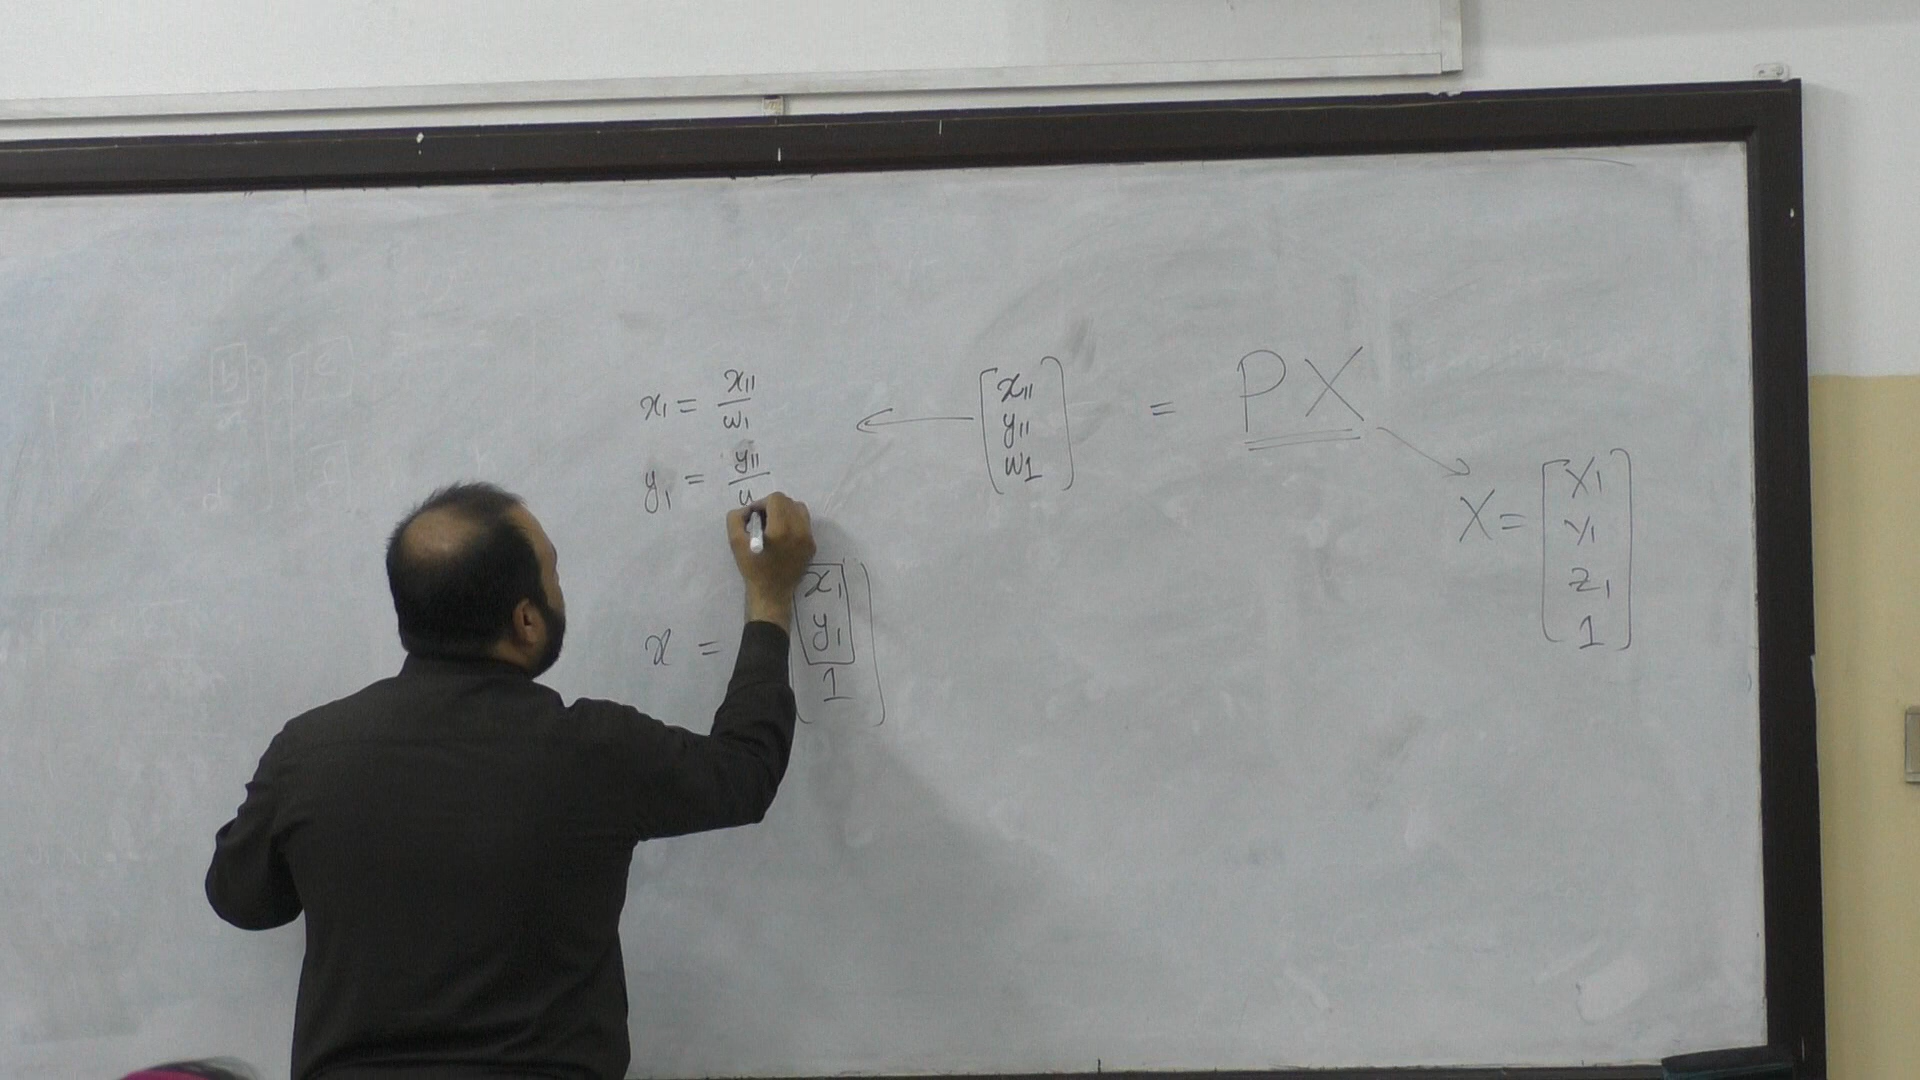 x₁ = x₁₁ / w₁
y₁ = y₁₁ /
x = [x₁ y₁ 1]
[x₁₁ y₁₁ w1] = PX
X = [X₁ Y₁ Z₁ 1]